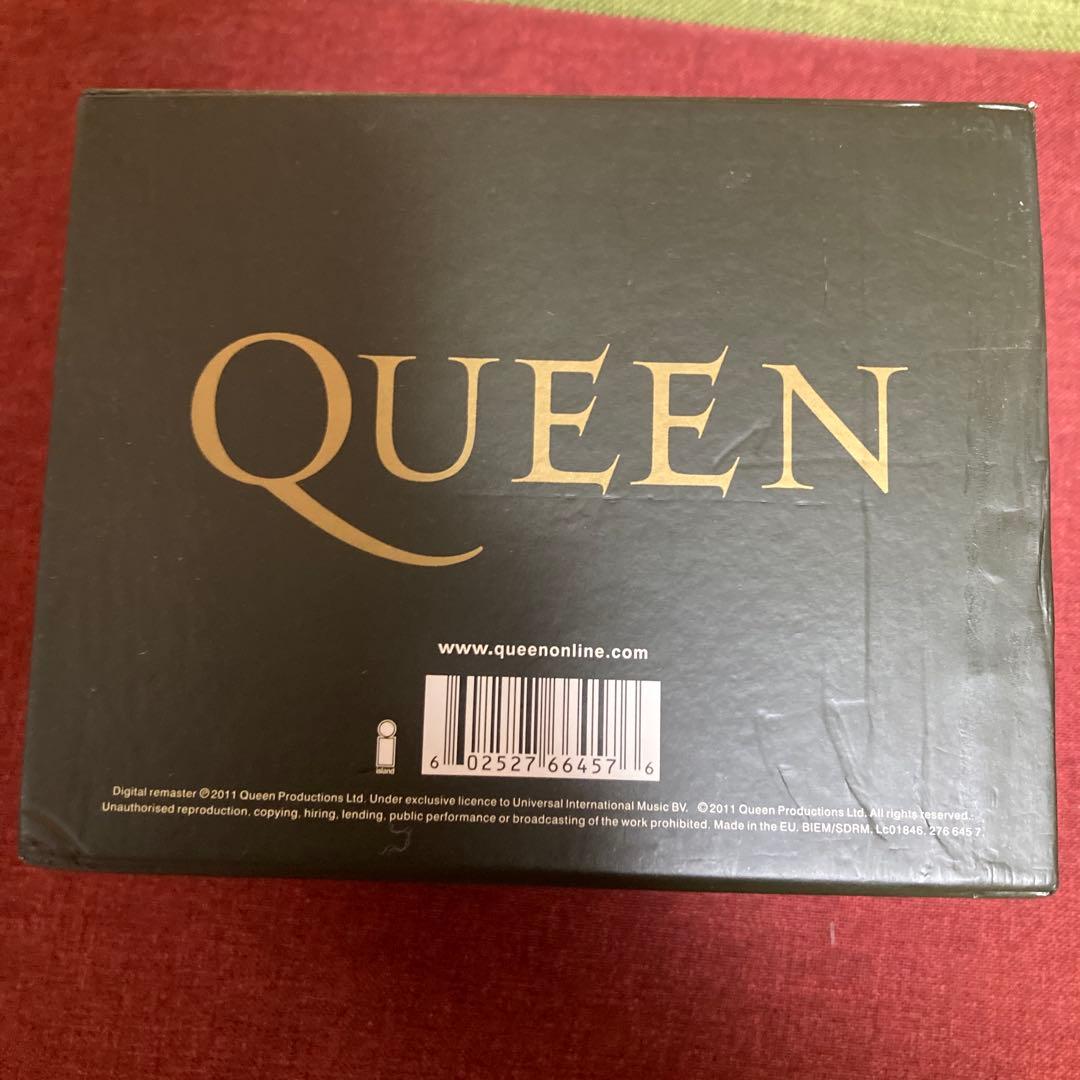 QUEEN
www.queenonline.com
island
6 02527 66457 6
Digital remaster ℗2011 Queen Productions Ltd. Under exclusive licence to Universal International Music BV. ©2011 Queen Productions Ltd. All rights reserved.
Unauthorised reproduction, copying, hiring, lending, public performance or broadcasting of the work prohibited. Made in the EU. BIEM/SDRM. Lc01846. 276 645 7.